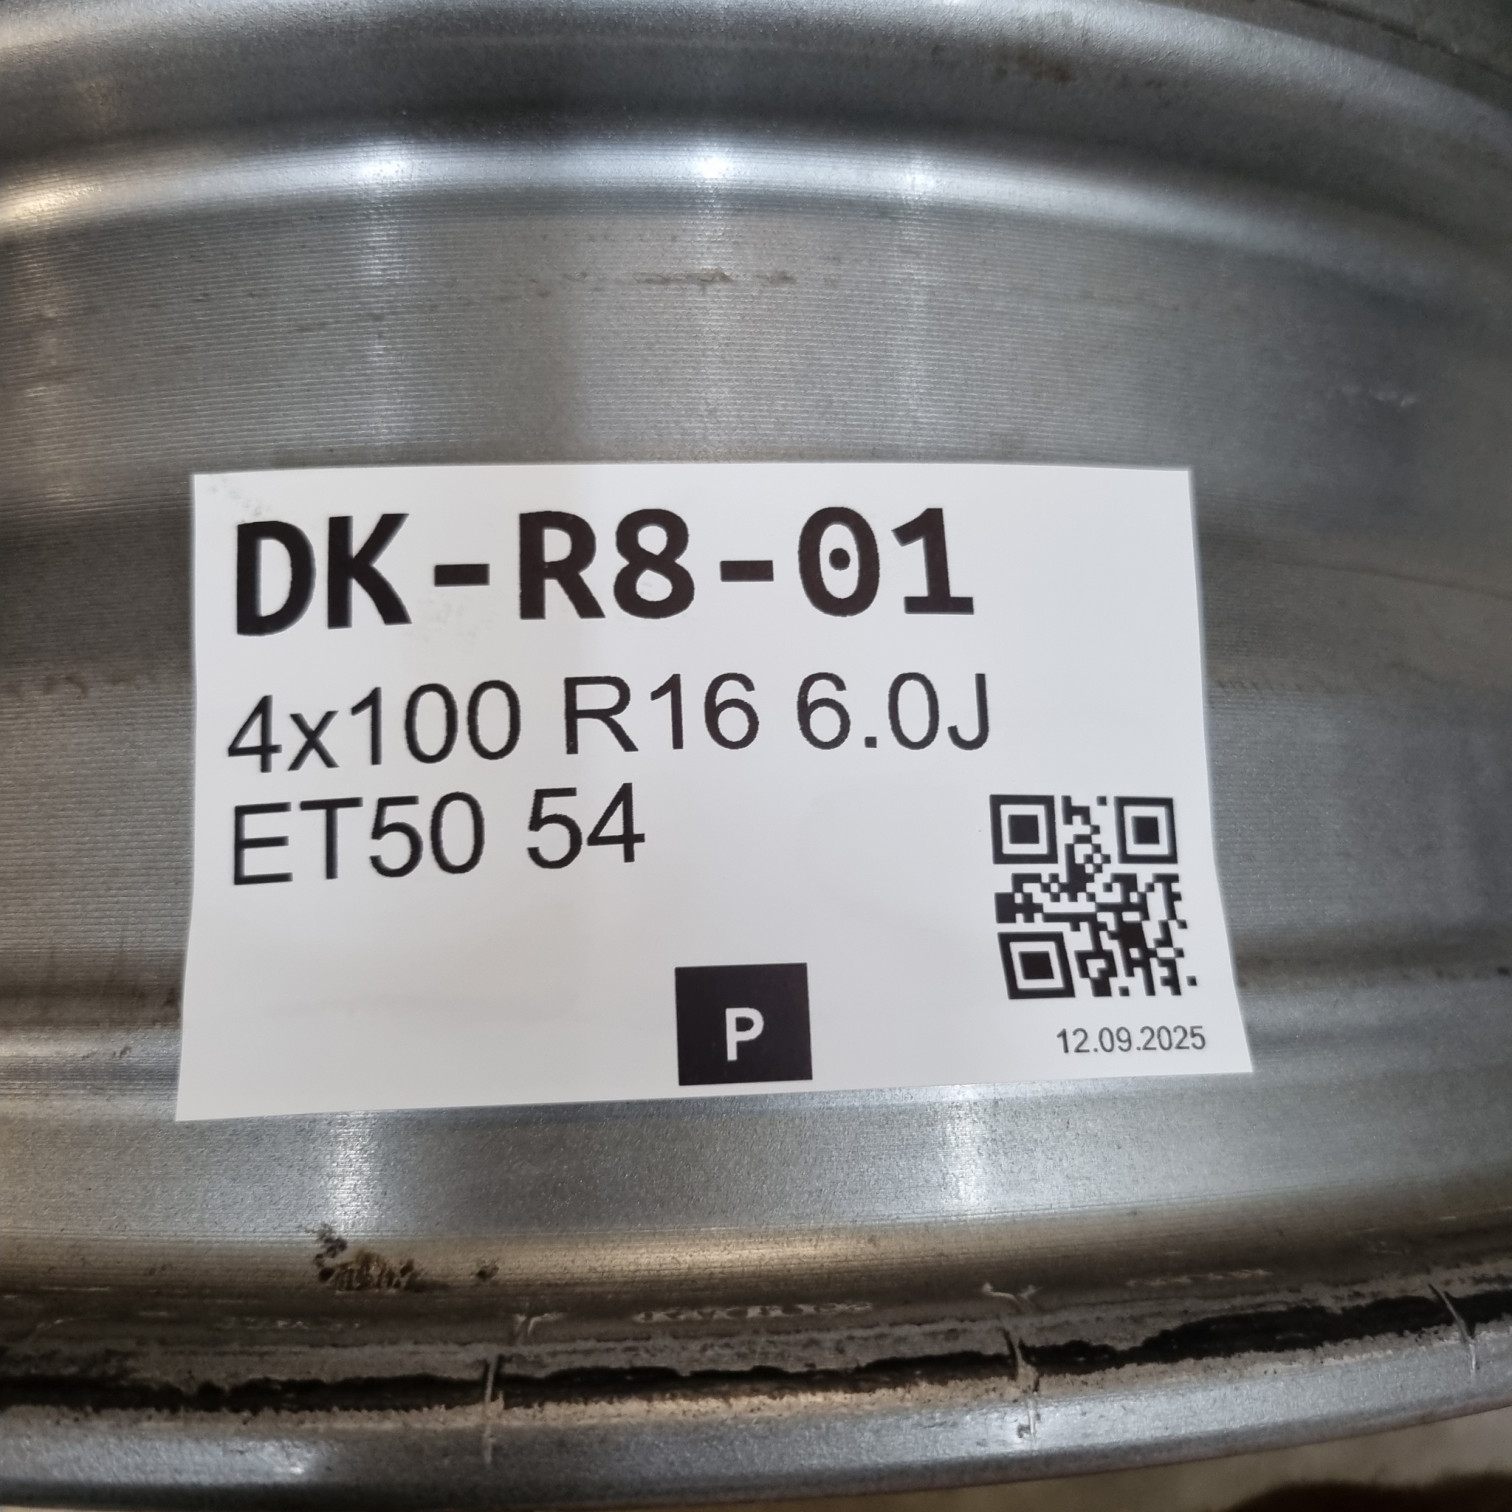 DK-R8-01
4x100 R16 6.0J
ET50 54
P
12.09.2025